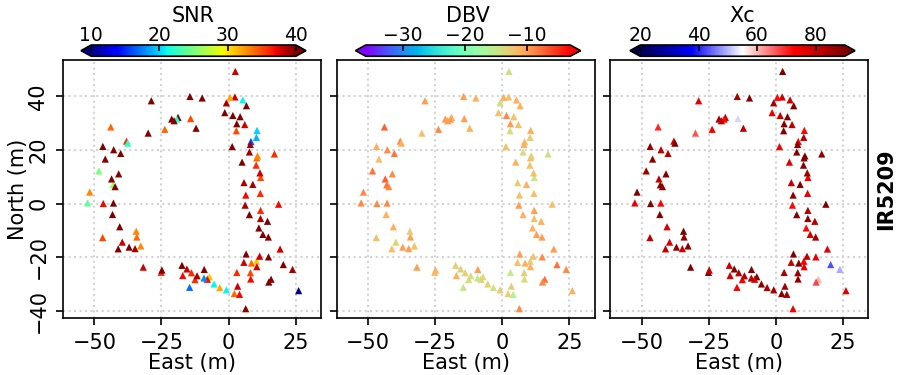 SNR DBV Xc
10 20 30 40 −30 −20 −10 20 40 60 80
40
20
0
−20
−40
North (m)
−50 −25 0 25 −50 −25 0 25 −50 −25 0 25
East (m) East (m) East (m)
IR5209